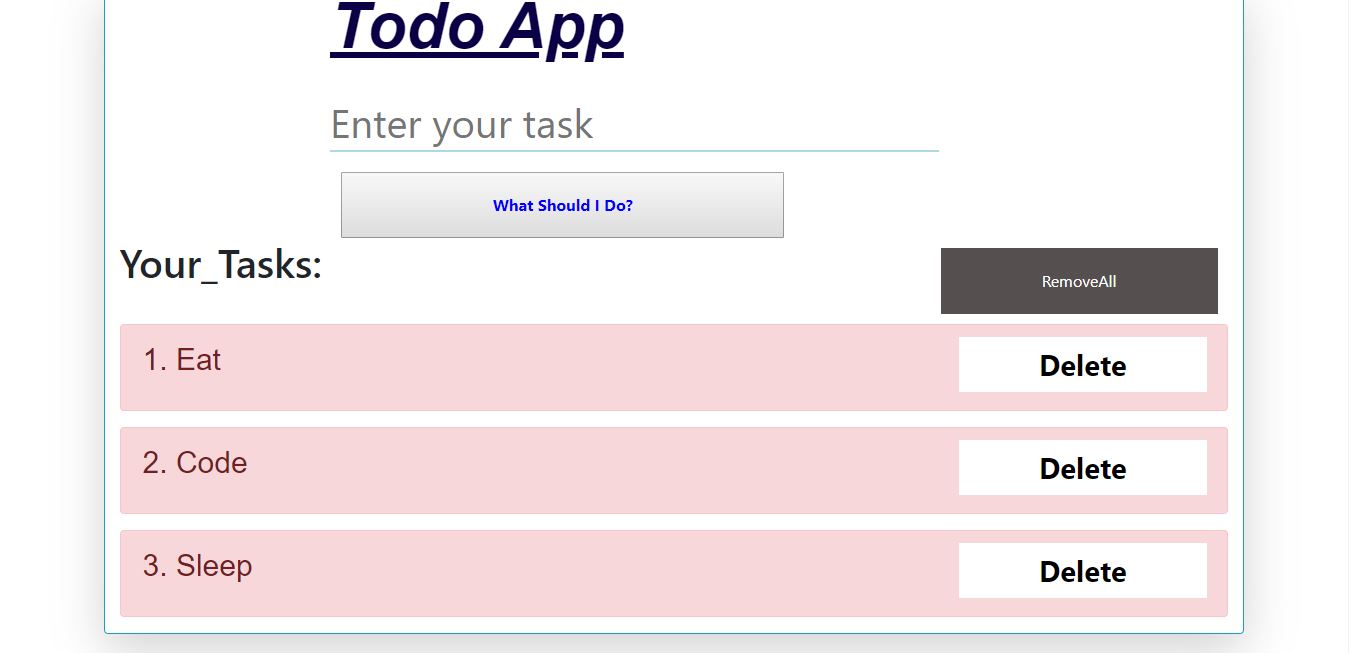 Todo App
Enter your task
What Should I Do?
Your_Tasks:
RemoveAll
1. Eat
Delete
2. Code
Delete
3. Sleep
Delete